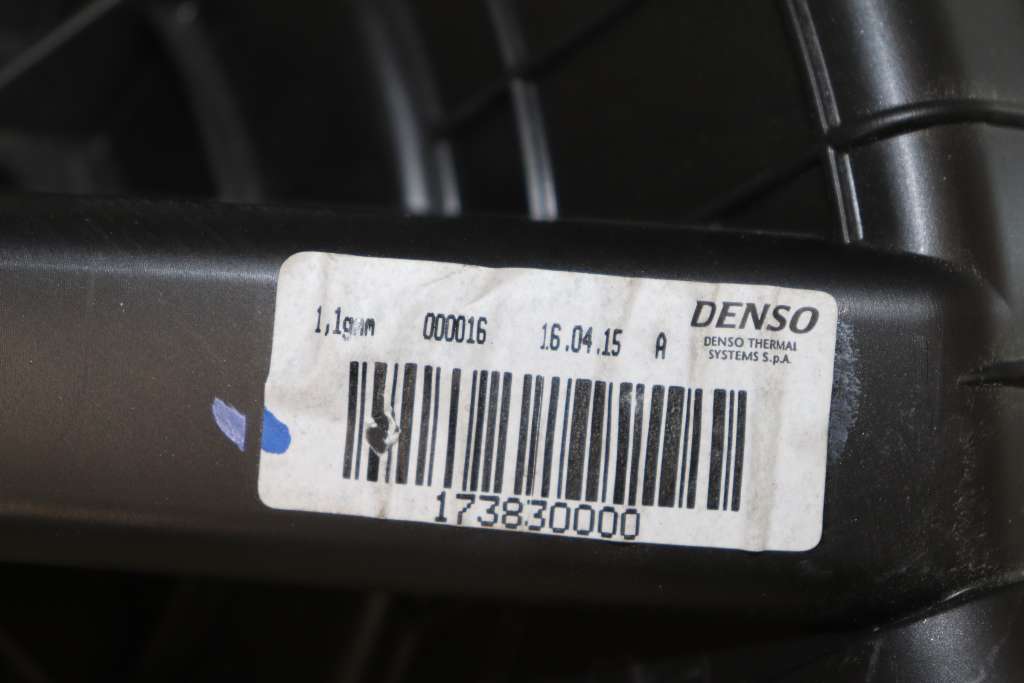 1,1gmm 000016 16.04.15 A DENSO
DENSO THERMAL
SYSTEMS S.p.A.
173830000